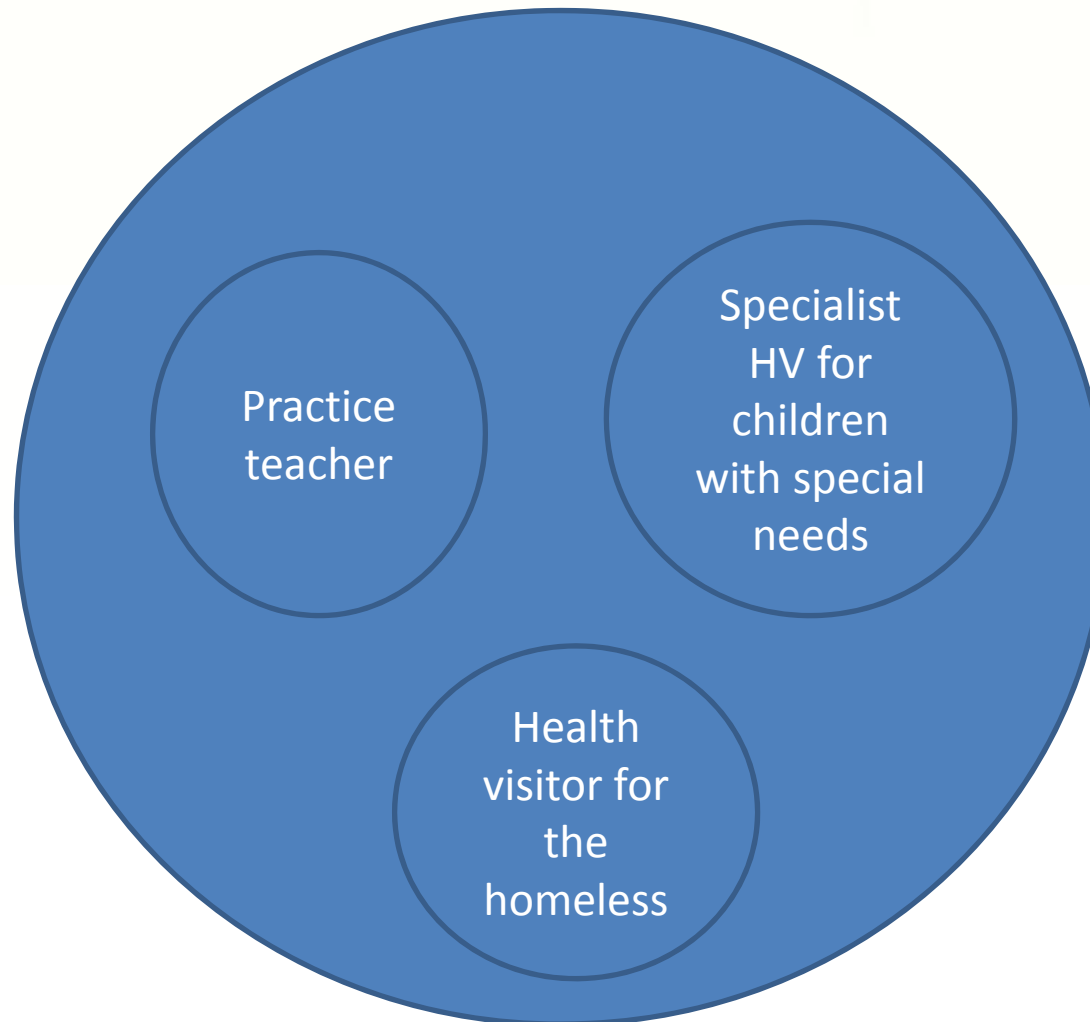 Practice
teacher
Specialist
HV for
children
with special
needs
Health
visitor for
the
homeless